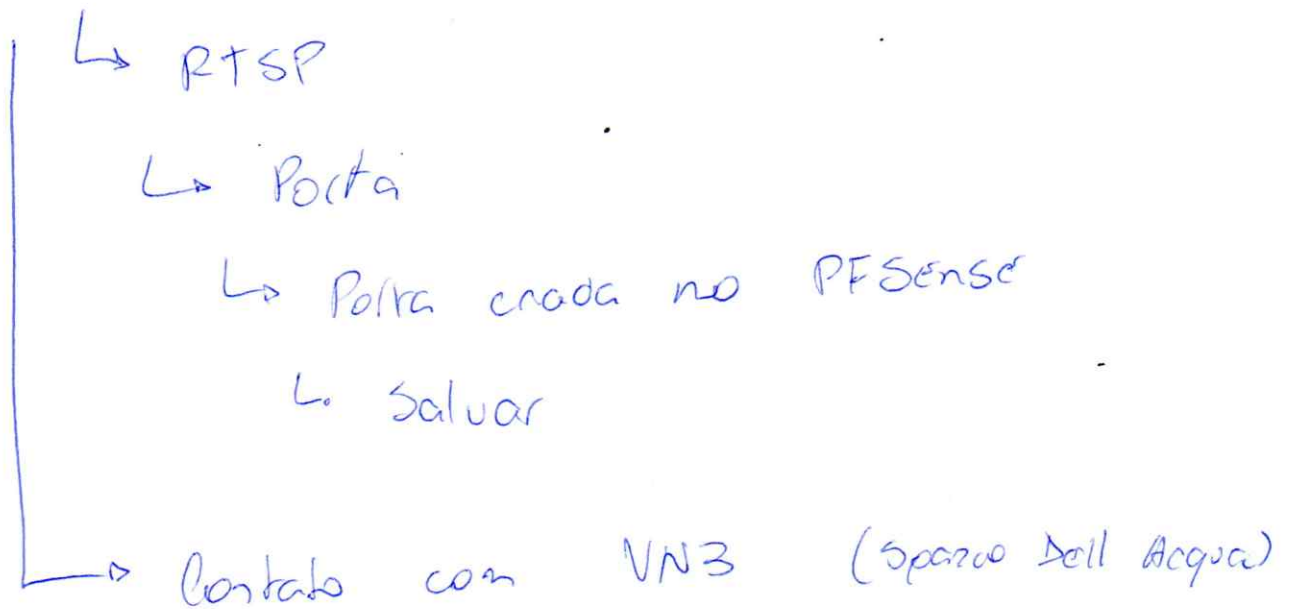 RTSP
Porta
Porta criada no PFSense
Salvar
Contato com VN3 (Spazio Dell Acqua)